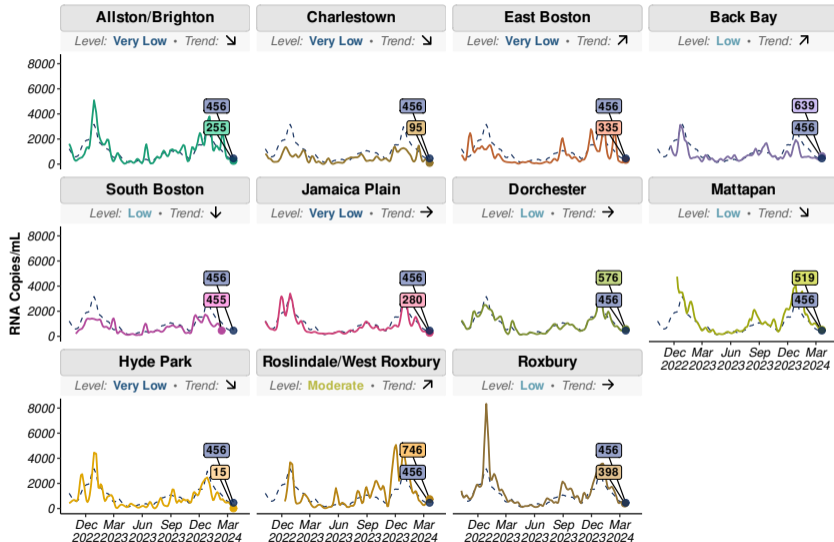 Allston/Brighton
Level: Very Low • Trend: ↘
Charlestown
Level: Very Low • Trend: ↘
East Boston
Level: Very Low • Trend: ↗
Back Bay
Level: Low • Trend: ↗
8000
6000
4000
2000
0
456
255
456
95
456
335
639
456
South Boston
Level: Low • Trend: ↓
Jamaica Plain
Level: Very Low • Trend: →
Dorchester
Level: Low • Trend: →
Mattapan
Level: Low • Trend: ↘
RNA Copies/mL
8000
6000
4000
2000
0
456
455
456
280
576
456
519
456
Dec Mar Jun Sep Dec Mar
2022 2023 2023 2023 2023 2024
Hyde Park
Level: Very Low • Trend: ↘
Roslindale/West Roxbury
Level: Moderate • Trend: ↗
Roxbury
Level: Low • Trend: →
8000
6000
4000
2000
0
456
15
746
456
456
398
Dec Mar Jun Sep Dec Mar
2022 2023 2023 2023 2023 2024
Dec Mar Jun Sep Dec Mar
2022 2023 2023 2023 2023 2024
Dec Mar Jun Sep Dec Mar
2022 2023 2023 2023 2023 2024